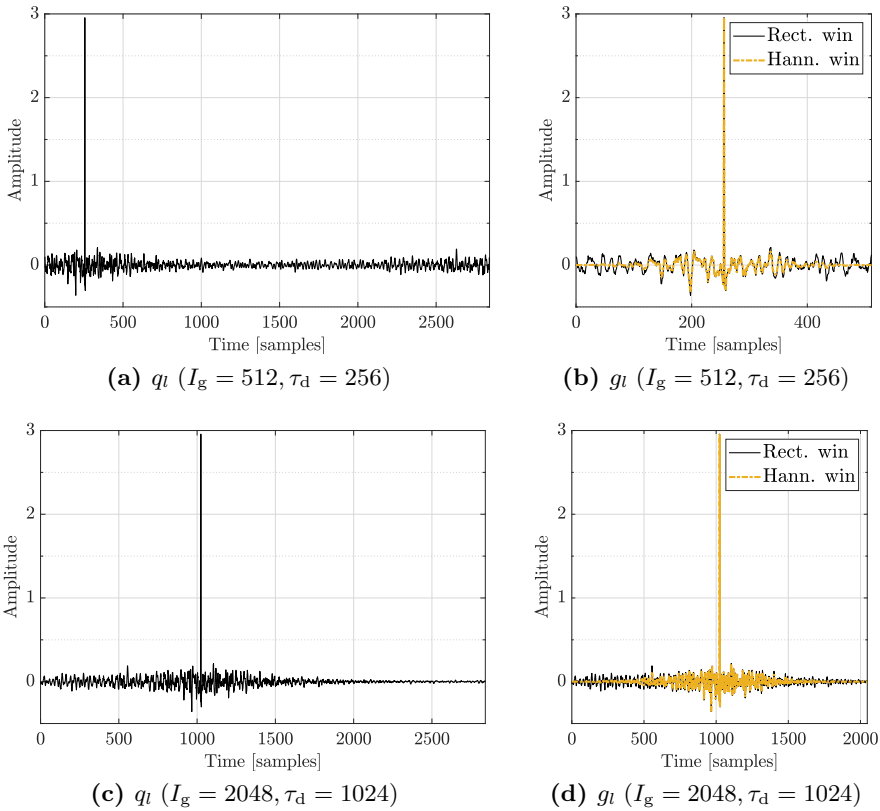 3
2
1
0
Amplitude
0 500 1000 1500 2000 2500
Time [samples]
(a) q_l (I_g = 512, τ_d = 256)
3
2
1
0
Amplitude
Rect. win
Hann. win
0 200 400
Time [samples]
(b) g_l (I_g = 512, τ_d = 256)
3
2
1
0
Amplitude
0 500 1000 1500 2000 2500
Time [samples]
(c) q_l (I_g = 2048, τ_d = 1024)
3
2
1
0
Amplitude
Rect. win
Hann. win
0 500 1000 1500 2000
Time [samples]
(d) g_l (I_g = 2048, τ_d = 1024)